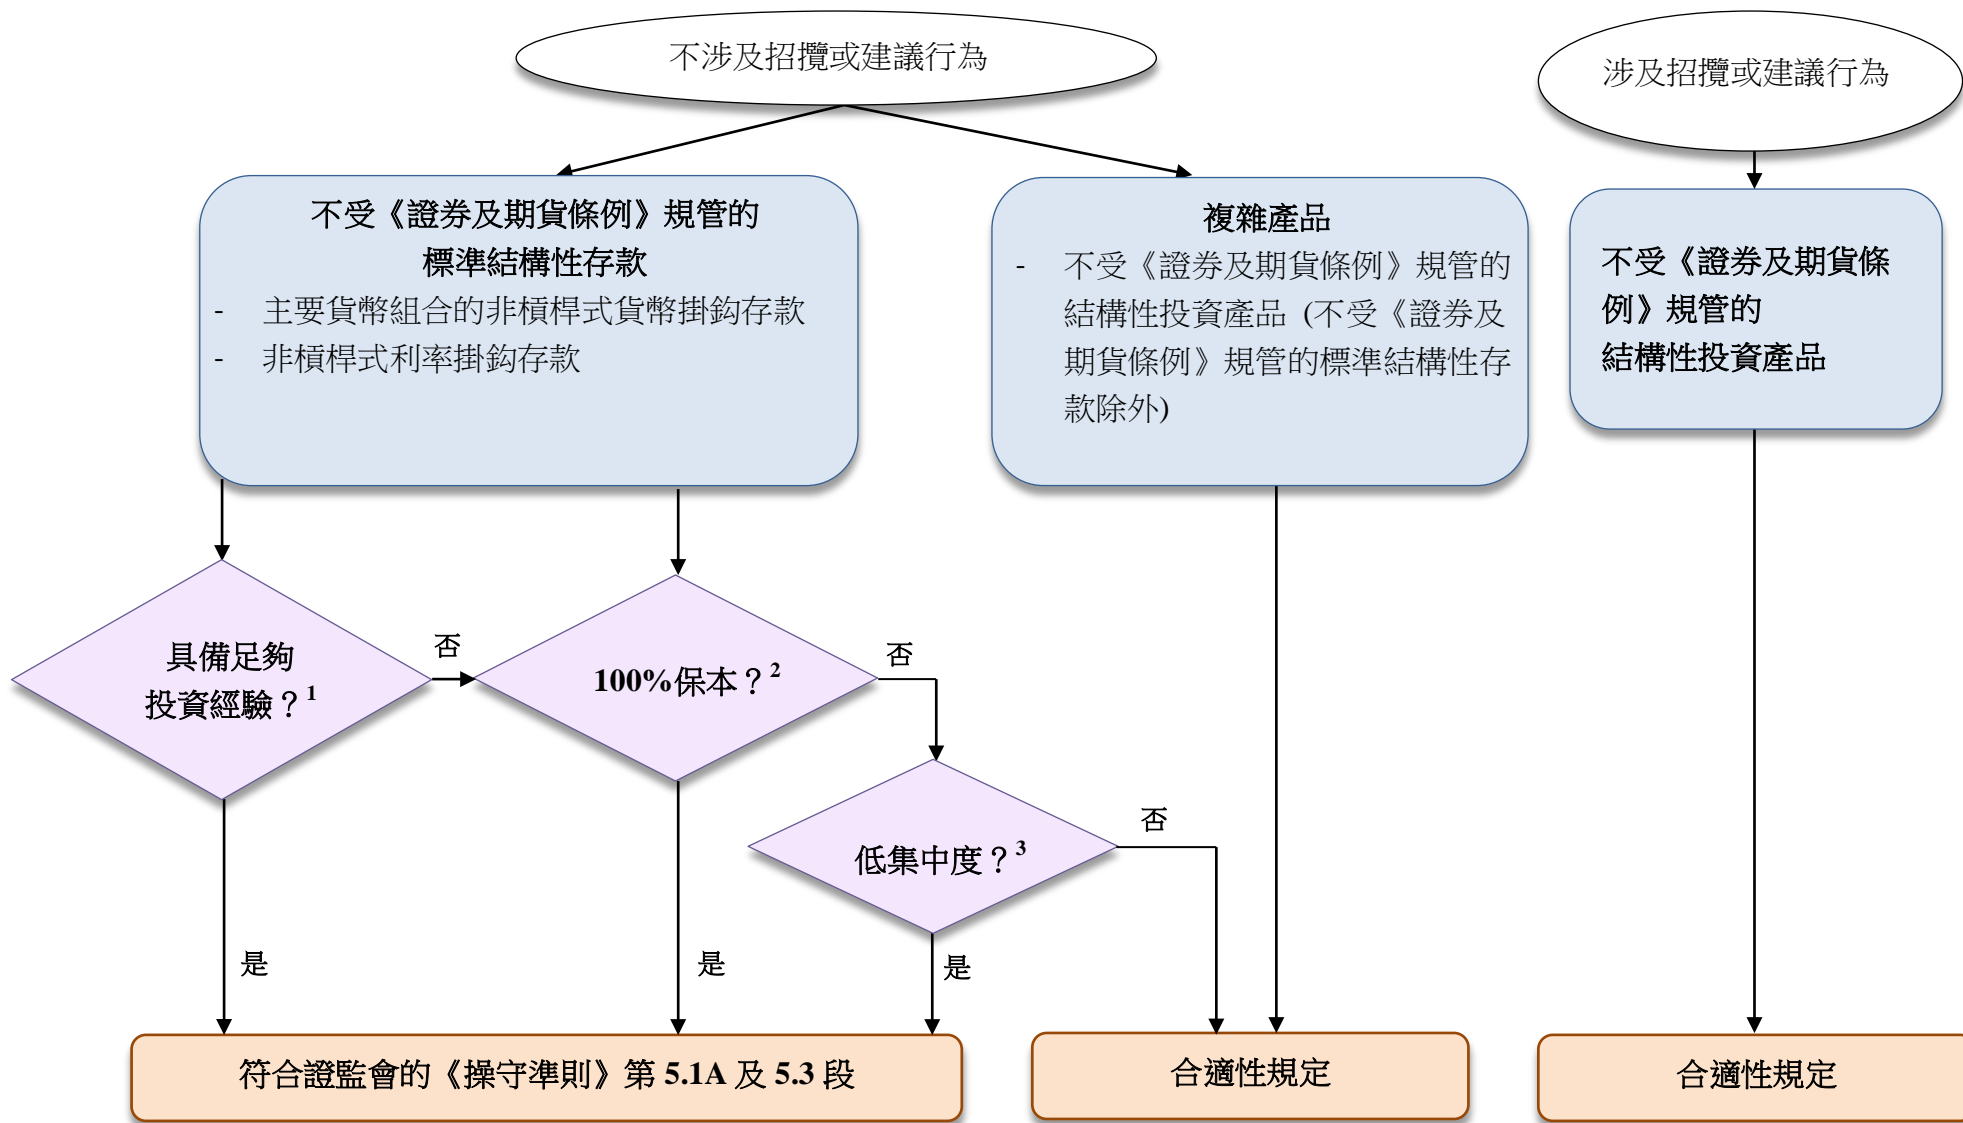 不涉及招攬或建議行為
涉及招攬或建議行為
不受《證券及期貨條例》規管的
標準結構性存款
- 主要貨幣組合的非槓桿式貨幣掛鈎存款
- 非槓桿式利率掛鈎存款
複雜產品
- 不受《證券及期貨條例》規管的
結構性投資產品 (不受《證券及
期貨條例》規管的標準結構性存
款除外)
不受《證券及期貨條
例》規管的
結構性投資產品
具備足夠
投資經驗？1
否
100%保本？2
否
低集中度？3
否
是
是
是
符合證監會的《操守準則》第 5.1A 及 5.3 段
合適性規定
合適性規定